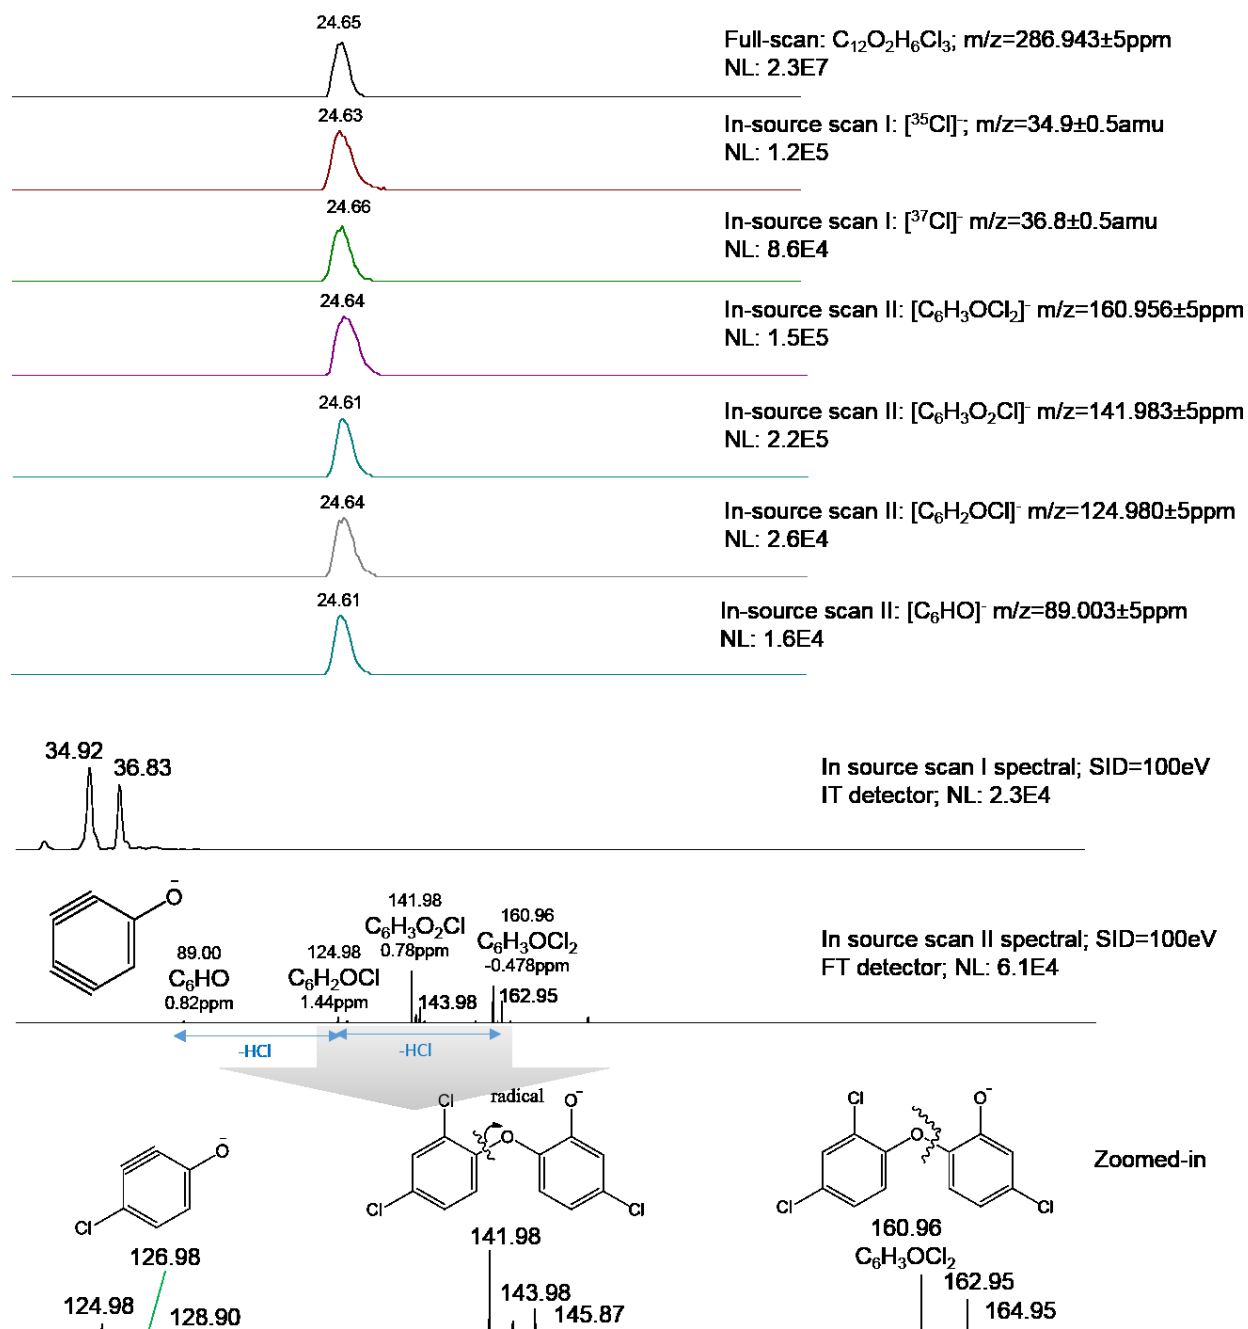 24.65
Full-scan: C₁₂O₂H₆Cl₃; m/z=286.943±5ppm
NL: 2.3E7
24.63
In-source scan I: [³⁵Cl]⁻; m/z=34.9±0.5amu
NL: 1.2E5
24.66
In-source scan I: [³⁷Cl]⁻ m/z=36.8±0.5amu
NL: 8.6E4
24.64
In-source scan II: [C₆H₃OCl₂]⁻ m/z=160.956±5ppm
NL: 1.5E5
24.61
In-source scan II: [C₆H₃O₂Cl]⁻ m/z=141.983±5ppm
NL: 2.2E5
24.64
In-source scan II: [C₆H₂OCl]⁻ m/z=124.980±5ppm
NL: 2.6E4
24.61
In-source scan II: [C₆HO]⁻ m/z=89.003±5ppm
NL: 1.6E4
34.92
36.83
In source scan I spectral; SID=100eV
IT detector; NL: 2.3E4
O⁻
89.00
C₆HO
0.82ppm
124.98
C₆H₂OCl
1.44ppm
141.98
C₆H₃O₂Cl
0.78ppm
143.98
160.96
C₆H₃OCl₂
-0.478ppm
162.95
In source scan II spectral; SID=100eV
FT detector; NL: 6.1E4
-HCl
-HCl
O⁻
Cl
Cl
radical
O⁻
O
Cl
Cl
Cl
O⁻
O
Cl
Cl
Zoomed-in
126.98
124.98
128.90
141.98
143.98
145.87
160.96
C₆H₃OCl₂
162.95
164.95